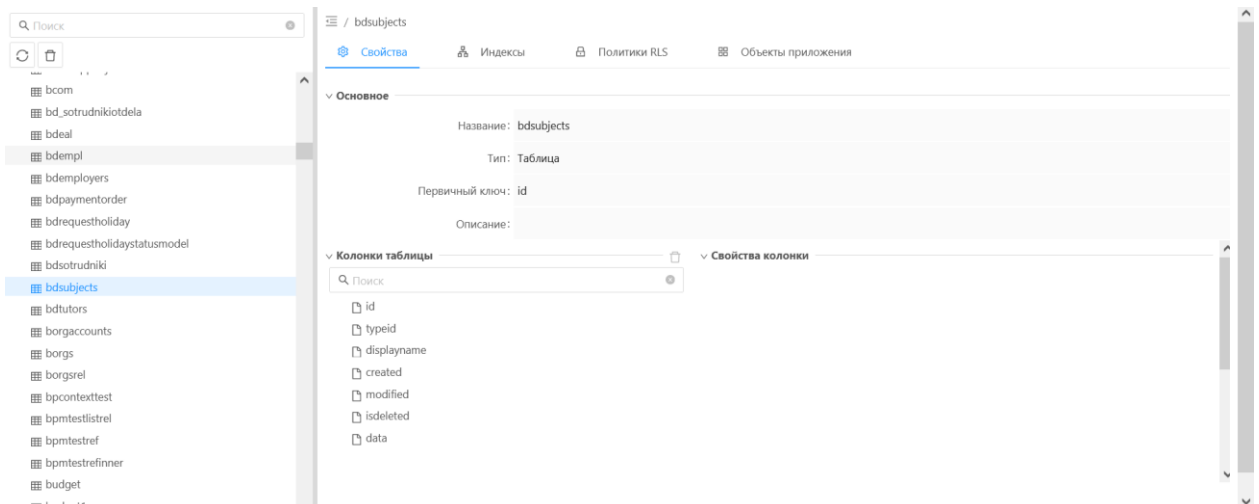 Поиск
bcom
bd_sotrudnikiotdela
bdeal
bdempl
bdemployers
bdpaymentorder
bdrequestholiday
bdrequestholidaystatusmodel
bdsotrudniki
bdsubjects
bdtutors
borgaccounts
borgs
borgsrel
bpcontexttest
bpmtestlistrel
bpmtestref
bpmtestrefinner
budget
/ bdsubjects
Свойства Индексы Политики RLS Объекты приложения
Основное
Название: bdsubjects
Тип: Таблица
Первичный ключ: id
Описание:
Колонки таблицы
Поиск
id
typeid
displayname
created
modified
isdeleted
data
Свойства колонки